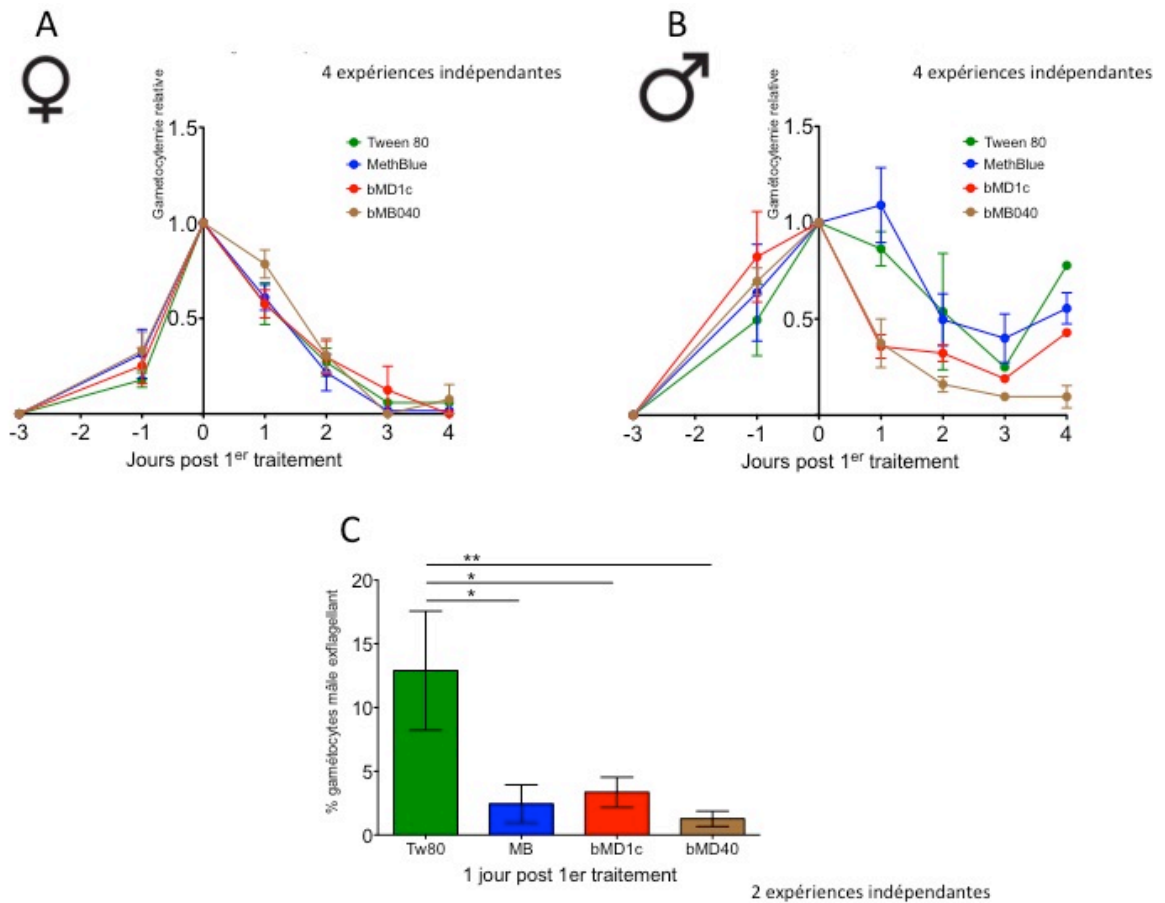 A
4 expériences indépendantes
Gametocytemie relative
1.5
1.0
0.5
Tween 80
MethBlue
bMD1c
bMB040
-3 -2 -1 0 1 2 3 4
Jours post 1er traitement
B
4 expériences indépendantes
Gamétocytemie relative
1.5
1.0
0.5
Tween 80
MethBlue
bMD1c
bMB040
-3 -2 -1 0 1 2 3 4
Jours post 1er traitement
C
**
*
*
% gamétocytes mâle exflagellant
20
15
10
5
0
Tw80 MB bMD1c bMD40
1 jour post 1er traitement
2 expériences indépendantes